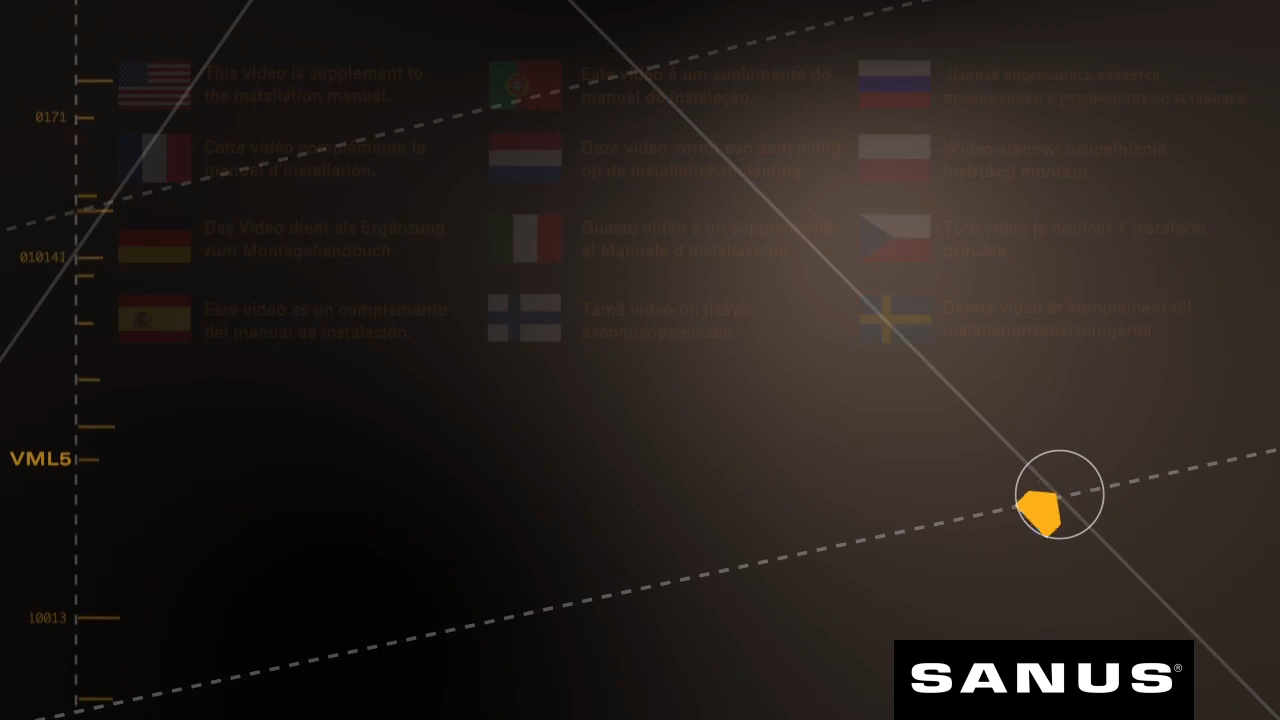 This video is supplement to
the installation manual.
Este vídeo é um suplemento do
manual de instalação.
Данная видеозапись является
приложением к руководству по установке.
0171
Cette vidéo complémente le
manuel d'installation.
Deze video vormt een aanvulling
op de installatiehandleiding.
Wideo stanowi uzupełnienie
instrukcji montażu.
Das Video dient als Ergänzung
zum Montagehandbuch.
Questo video è un supplemento
al Manuale d'installazione.
Toto video je doplněk k instalační
příručce.
010141
Este vídeo es un complemento
del manual de instalación.
Tämä video on lisäys
asennusoppaaseen.
Denna video är komplement till
installationsanvisningarna.
VML5
10013
SANUS®